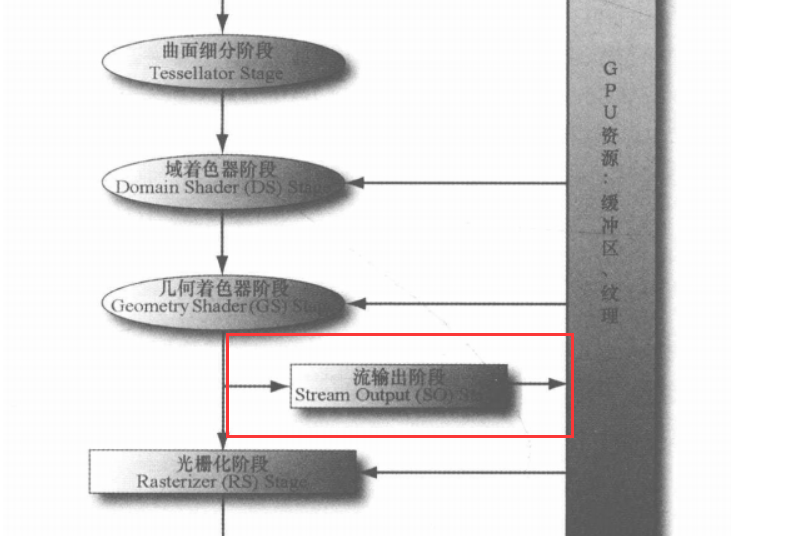 曲面细分阶段
Tessellator Stage
域着色器阶段
Domain Shader (DS) Stage
几何着色器阶段
Geometry Shader (GS) Stage
流输出阶段
Stream Output (SO)
光栅化阶段
Rasterizer (RS) Stage
GPU资源：缓冲区、纹理